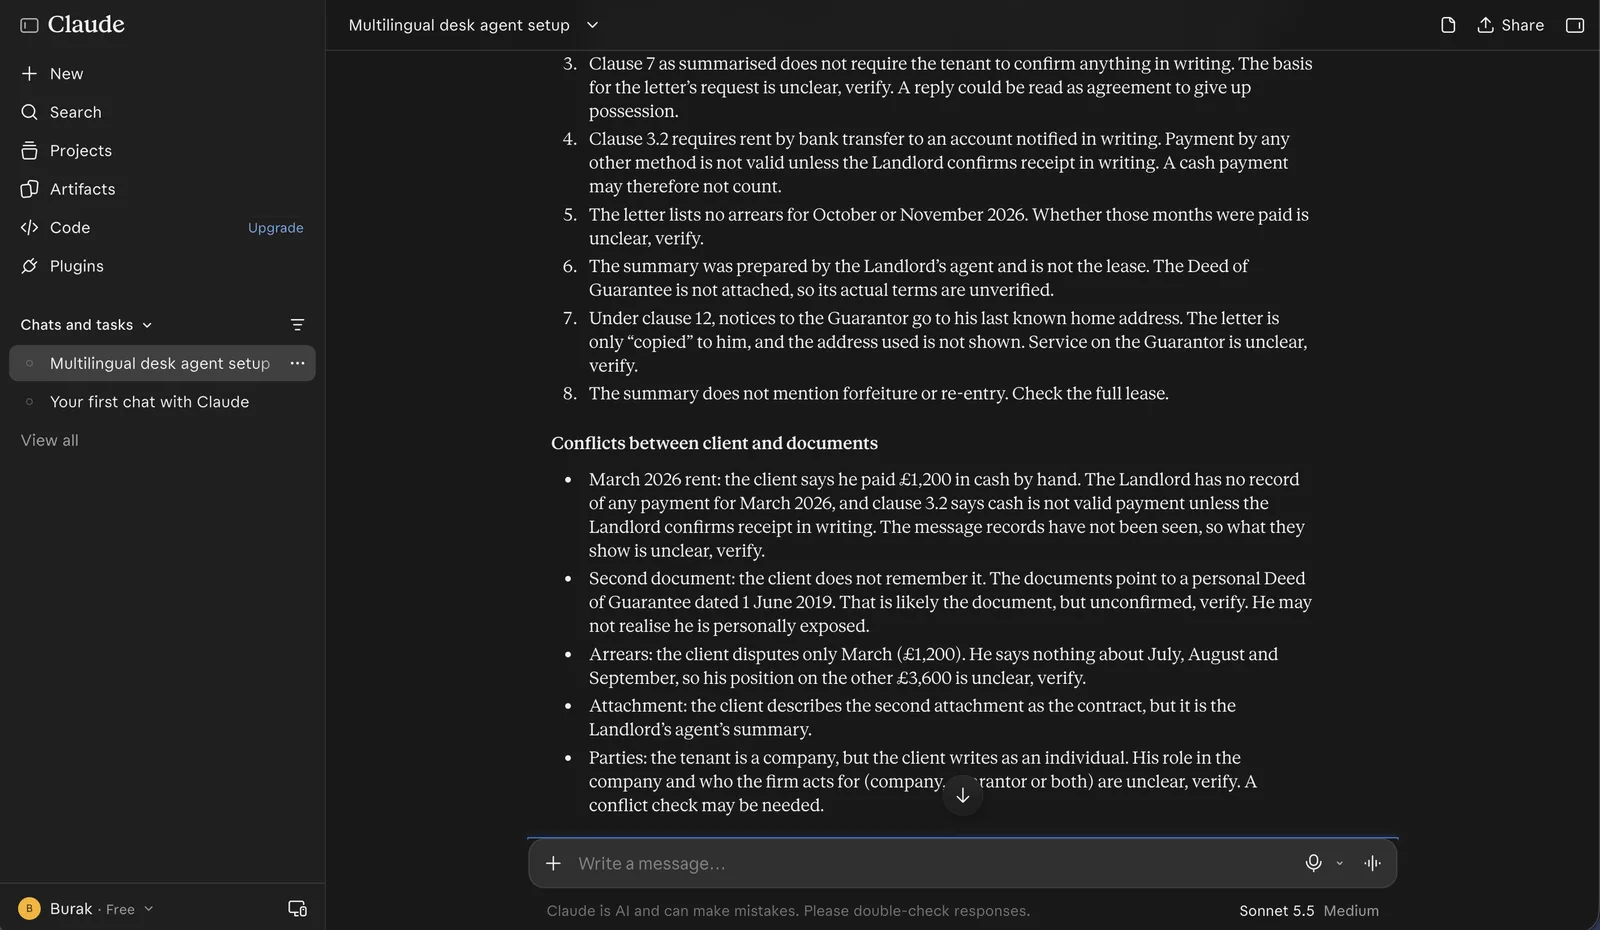 Claude
New
Search
Projects
Artifacts
Code
Upgrade
Plugins
Chats and tasks
Multilingual desk agent setup
Your first chat with Claude
View all
B
Burak · Free
Multilingual desk agent setup
Share
3. Clause 7 as summarised does not require the tenant to confirm anything in writing. The basis
for the letter’s request is unclear, verify. A reply could be read as agreement to give up
possession.
4. Clause 3.2 requires rent by bank transfer to an account notified in writing. Payment by any
other method is not valid unless the Landlord confirms receipt in writing. A cash payment
may therefore not count.
5. The letter lists no arrears for October or November 2026. Whether those months were paid is
unclear, verify.
6. The summary was prepared by the Landlord’s agent and is not the lease. The Deed of
Guarantee is not attached, so its actual terms are unverified.
7. Under clause 12, notices to the Guarantor go to his last known home address. The letter is
only “copied” to him, and the address used is not shown. Service on the Guarantor is unclear,
verify.
8. The summary does not mention forfeiture or re-entry. Check the full lease.
Conflicts between client and documents
• March 2026 rent: the client says he paid £1,200 in cash by hand. The Landlord has no record
of any payment for March 2026, and clause 3.2 says cash is not valid payment unless the
Landlord confirms receipt in writing. The message records have not been seen, so what they
show is unclear, verify.
• Second document: the client does not remember it. The documents point to a personal Deed
of Guarantee dated 1 June 2019. That is likely the document, but unconfirmed, verify. He may
not realise he is personally exposed.
• Arrears: the client disputes only March (£1,200). He says nothing about July, August and
September, so his position on the other £3,600 is unclear, verify.
• Attachment: the client describes the second attachment as the contract, but it is the
Landlord’s agent’s summary.
• Parties: the tenant is a company, but the client writes as an individual. His role in the
company and who the firm acts for (company, or both) are unclear, verify. A
conflict check may be needed.
Write a message…
Claude is AI and can make mistakes. Please double-check responses.
Sonnet 5.5 Medium